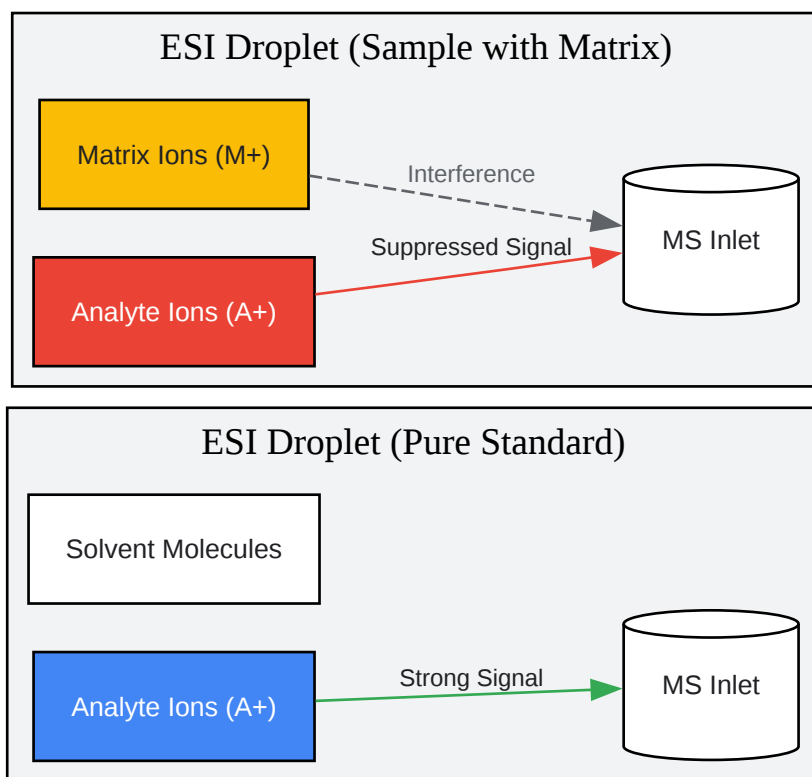 ESI Droplet (Sample with Matrix)
Matrix Ions (M+)
Interference
MS Inlet
Suppressed Signal
Analyte Ions (A+)
ESI Droplet (Pure Standard)
Solvent Molecules
Strong Signal
MS Inlet
Analyte Ions (A+)